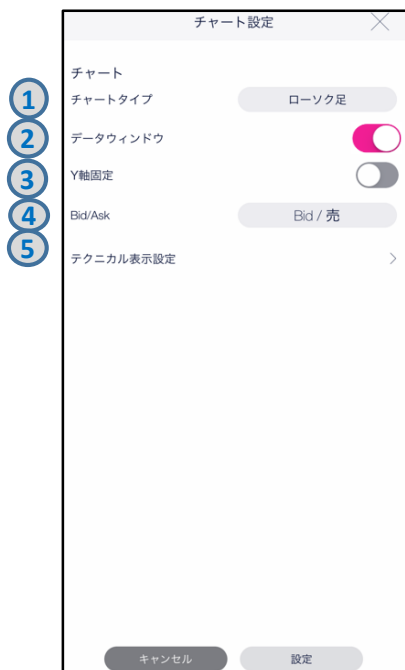 チャート設定
チャート
1 チャートタイプ ローソク足
2 データウィンドウ
3 Y軸固定
4 Bid/Ask Bid / 売
5 テクニカル表示設定
キャンセル 設定